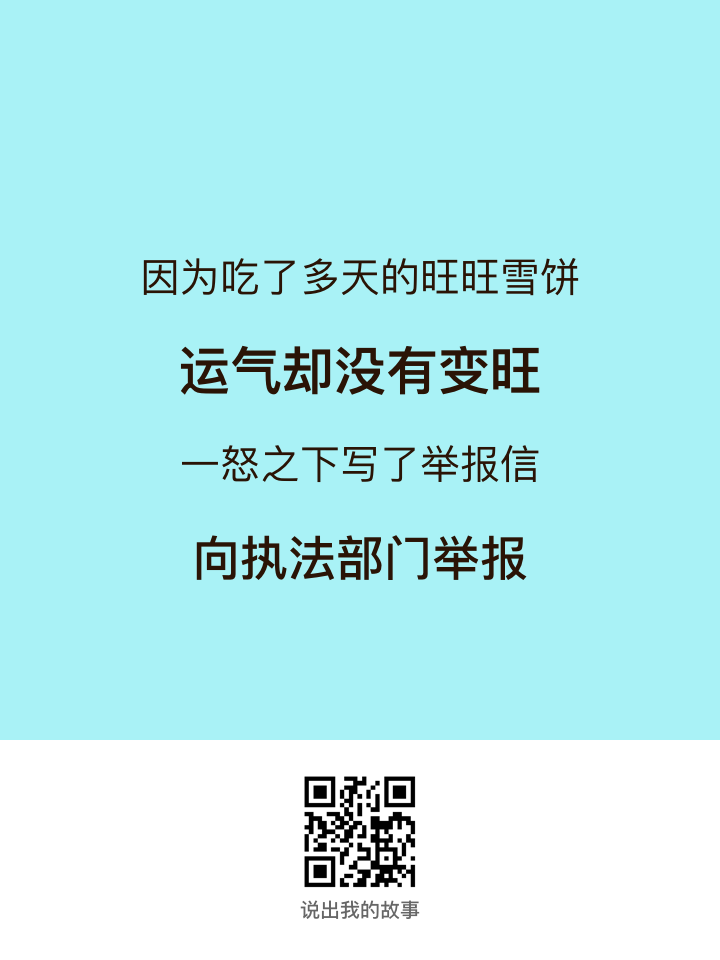 因为吃了多天的旺旺雪饼
运气却没有变旺
一怒之下写了举报信
向执法部门举报
说出我的故事